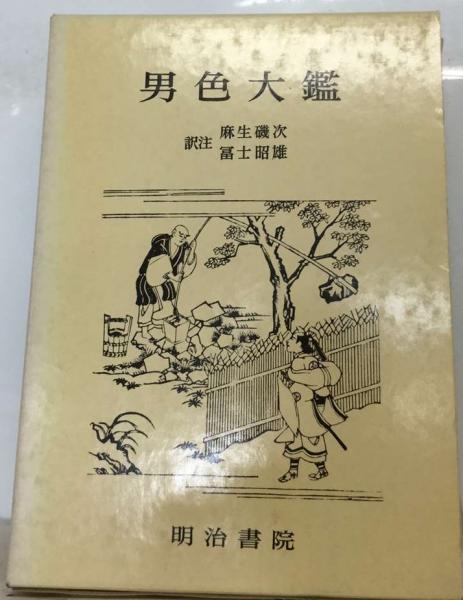 男色大鑑
訳注
麻生磯次
冨士昭雄
明治書院